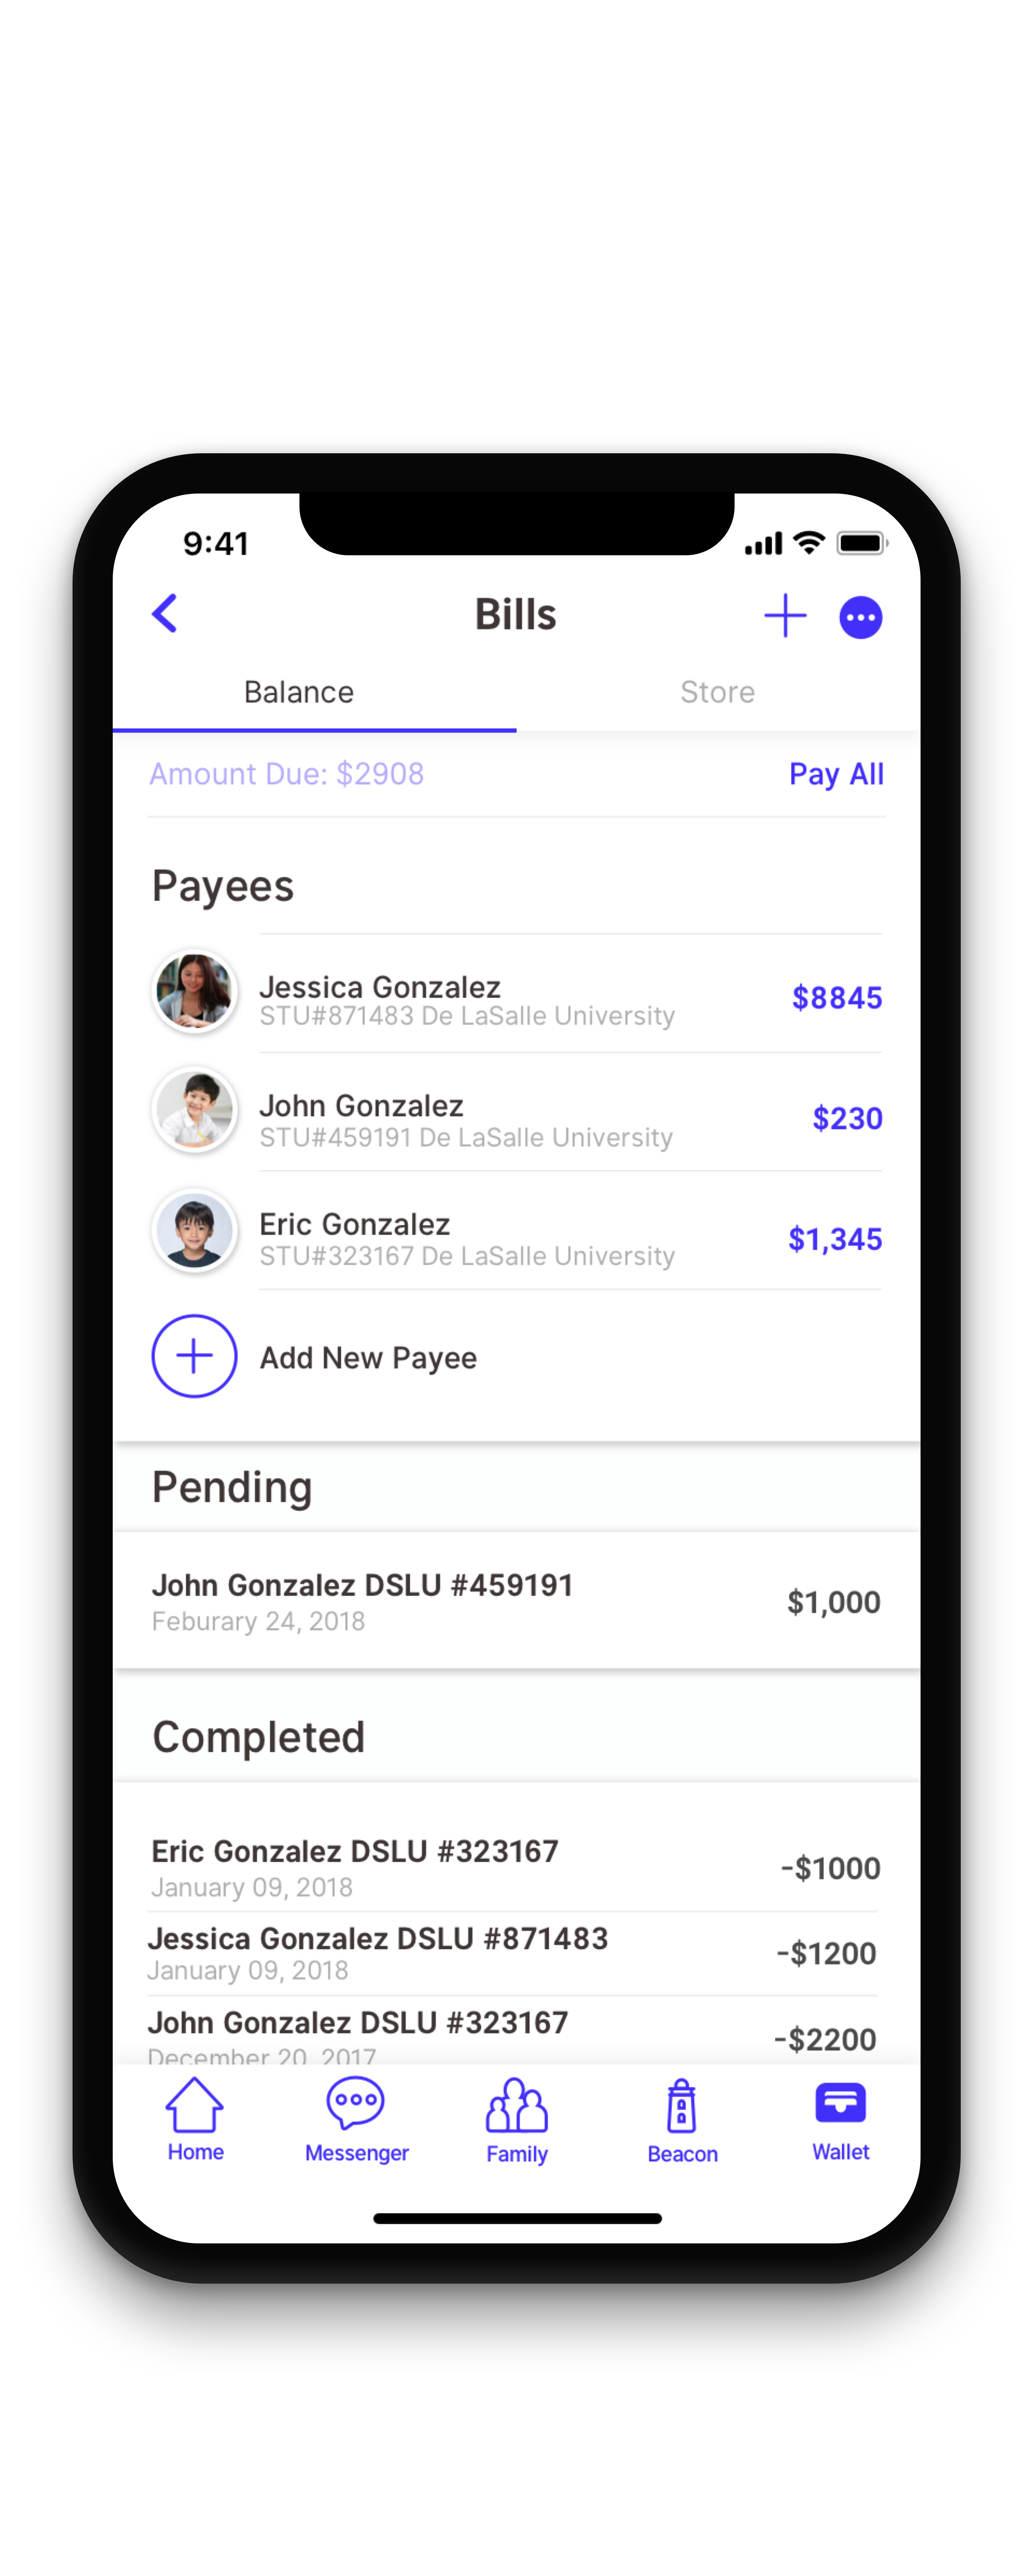 9:41
Bills
Balance
Store
Amount Due: $2908
Pay All
Payees
Jessica Gonzalez
STU#871483 De LaSalle University
$8845
John Gonzalez
STU#459191 De LaSalle University
$230
Eric Gonzalez
STU#323167 De LaSalle University
$1,345
Add New Payee
Pending
John Gonzalez DSLU #459191
Feburary 24, 2018
$1,000
Completed
Eric Gonzalez DSLU #323167
January 09, 2018
-$1000
Jessica Gonzalez DSLU #871483
January 09, 2018
-$1200
John Gonzalez DSLU #323167
December 20, 2017
-$2200
Home
Messenger
Family
Beacon
Wallet